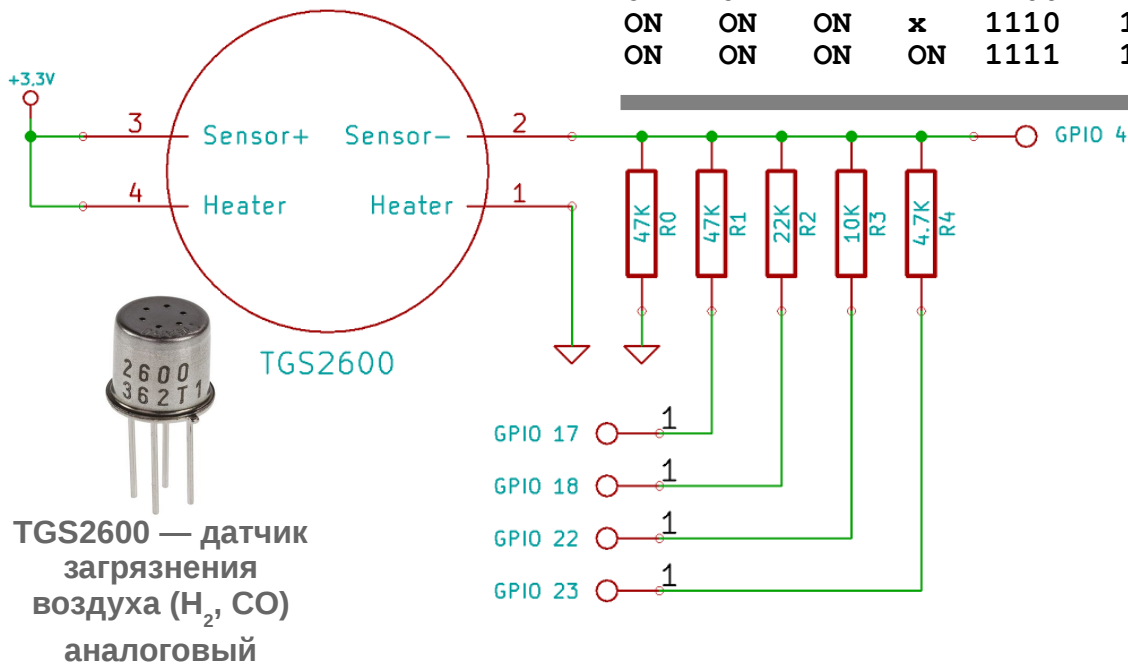 ON ON ON x 1110
ON ON ON ON 1111
+3,3V
3 Sensor+ Sensor- 2
GPIO 4
4 Heater Heater 1
47K R0 47K R1 22K R2 10K R3 4.7K R4
TGS2600
2600
362T1
GPIO 17 1
GPIO 18 1
GPIO 22 1
GPIO 23 1
TGS2600 — датчик
загрязнения
воздуха (H2, CO)
аналоговый